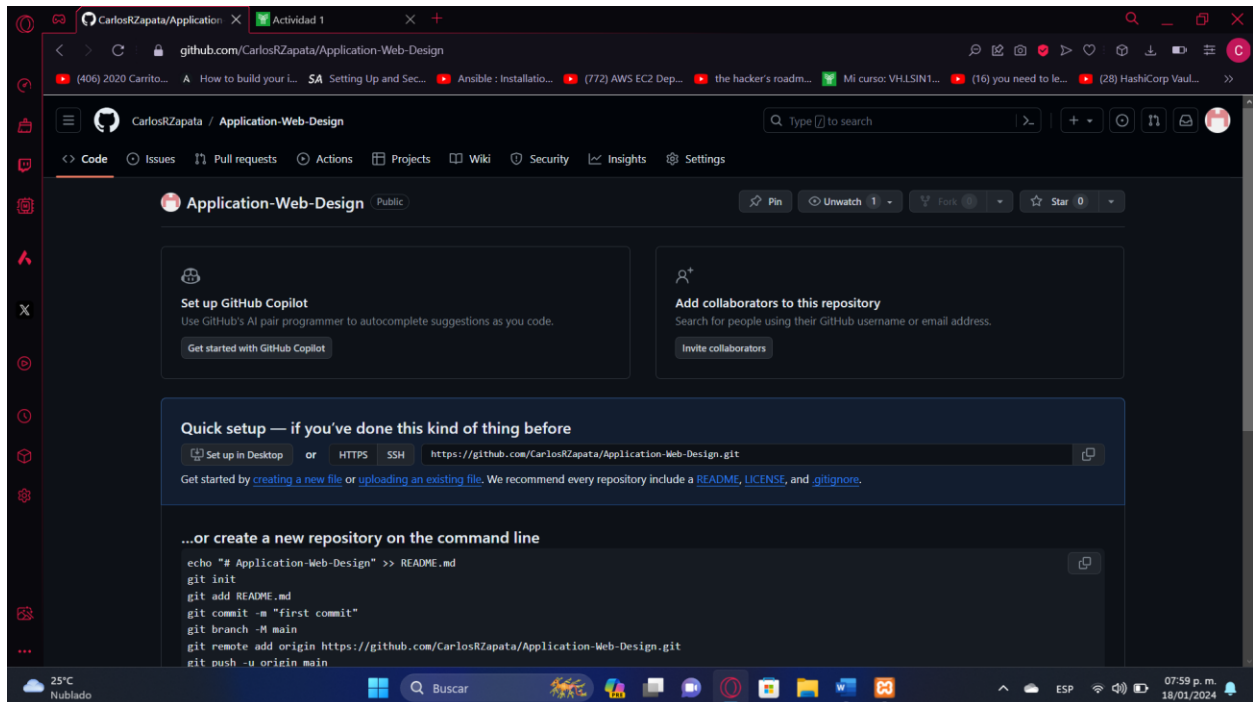 CarlosRZapata/Application
Actividad 1
github.com/CarlosRZapata/Application-Web-Design
(406) 2020 Carrito...
How to build your i...
SA Setting Up and Sec...
Ansible : Installatio...
(772) AWS EC2 Dep...
the hacker's roadm...
Mi curso: VH.LSIN1...
(16) you need to le...
(28) HashiCorp Vaul...
CarlosRZapata / Application-Web-Design
Type / to search
Code Issues Pull requests Actions Projects Wiki Security Insights Settings
Application-Web-Design Public
Pin Unwatch 1 Fork 0 Star 0
Set up GitHub Copilot
Use GitHub's AI pair programmer to autocomplete suggestions as you code.
Get started with GitHub Copilot
Add collaborators to this repository
Search for people using their GitHub username or email address.
Invite collaborators
Quick setup — if you've done this kind of thing before
Set up in Desktop or HTTPS SSH https://github.com/CarlosRZapata/Application-Web-Design.git
Get started by creating a new file or uploading an existing file. We recommend every repository include a README, LICENSE, and .gitignore.
...or create a new repository on the command line
echo "# Application-Web-Design" >> README.md
git init
git add README.md
git commit -m "first commit"
git branch -M main
git remote add origin https://github.com/CarlosRZapata/Application-Web-Design.git
git push -u origin main
25°C
Nublado
Buscar
ESP
07:59 p. m.
18/01/2024